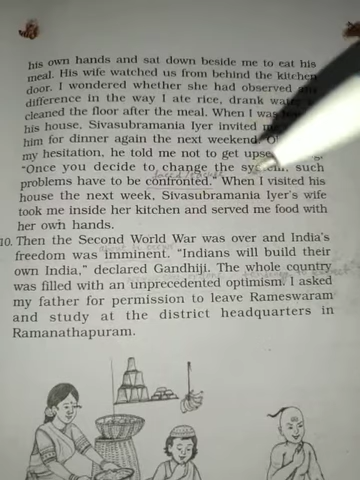 his own hands and sat down beside me to eat his
meal. His wife watched us from behind the kitchen
door. I wondered whether she had observed any
difference in the way I ate rice, drank water
cleaned the floor after the meal. When I was
his house, Sivasubramania Iyer invited
him for dinner again the next weekend.
my hesitation, he told me not to get upset
"Once you decide to change the system, such
problems have to be confronted." When I visited his
house the next week, Sivasubramania Iyer's wife
took me inside her kitchen and served me food with
her own hands.
10. Then the Second World War was over and India's
freedom was imminent. "Indians will build their
own India," declared Gandhiji. The whole country
was filled with an unprecedented optimism. I asked
my father for permission to leave Rameswaram
and study at the district headquarters in
Ramanathapuram.